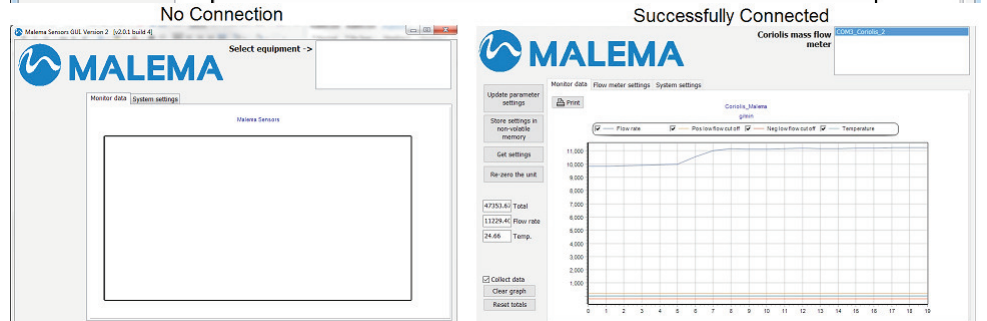 No Connection
Malema Sensors GUI. Version 2 [v2.0.1 build 4]
MALEMA
Select equipment ->
Monitor data System settings
Malema Sensors
Successfully Connected
MALEMA
Coriolis mass flow
meter
COM3_Coriolis_2
Monitor data Flow meter settings System settings
Update parameter
settings
Store settings in
non-volatile
memory
Get settings
Re-zero the unit
47353.6 Total
11229.4 Flow rate
24.66 Temp.
Collect data
Clear graph
Reset totals
Print
Coriolis_Malema
g/min
Flow rate Pos low flow cut off Neg low flow cut off Temperature
11,000
10,000
9,000
8,000
7,000
6,000
5,000
4,000
3,000
2,000
1,000
0 1 2 3 4 5 6 7 8 9 10 11 12 13 14 15 16 17 18 19